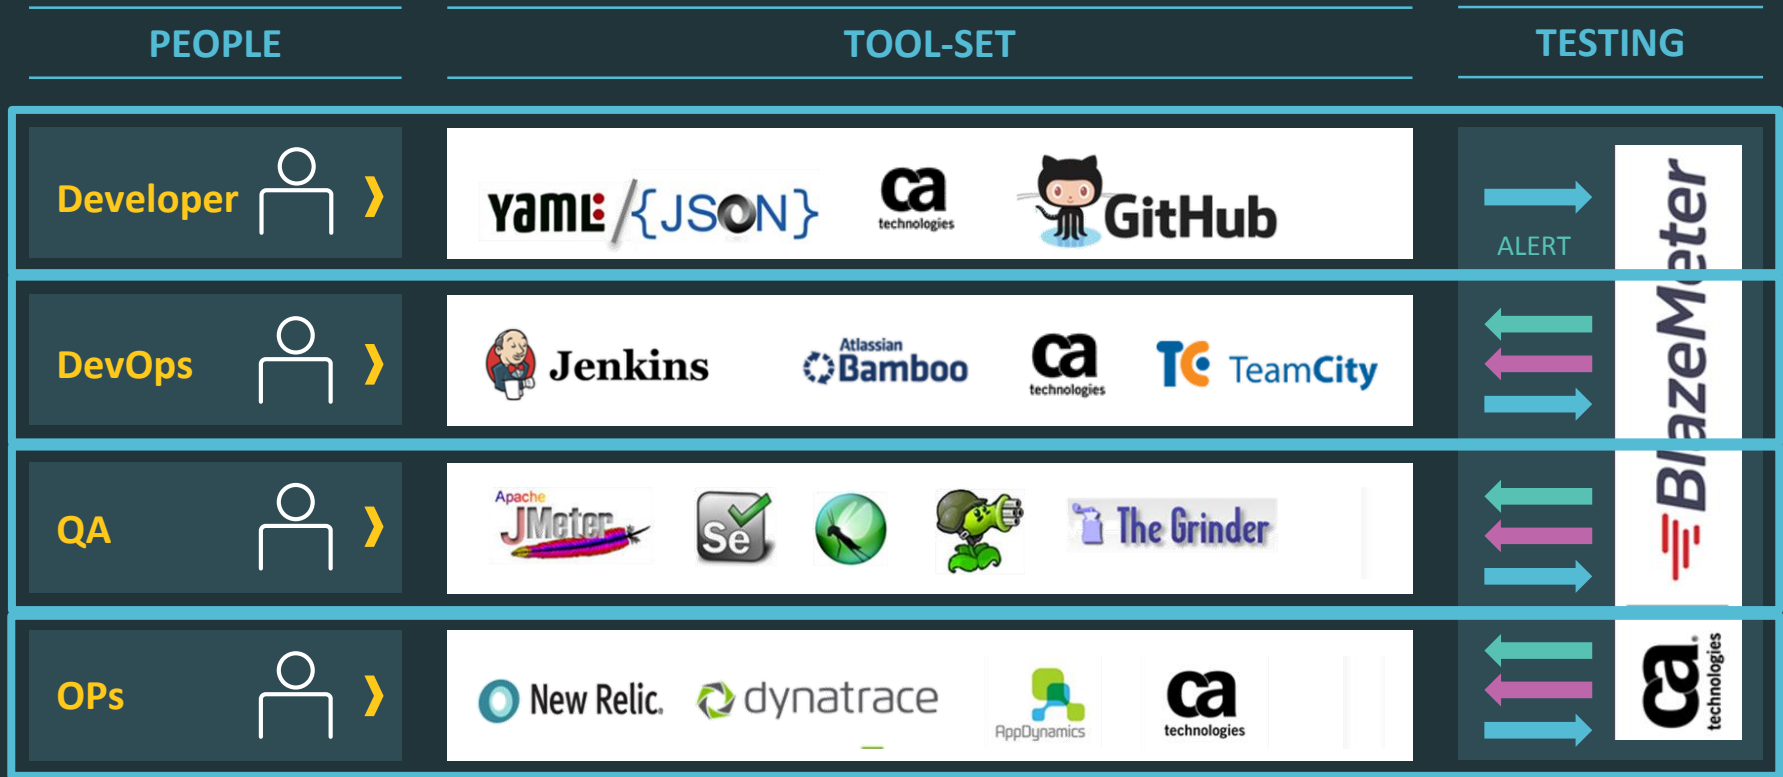 PEOPLE
TOOL-SET
TESTING
Developer
YamL: /{JSON}
ca
technologies
GitHub
ALERT
DevOps
Jenkins
Atlassian
Bamboo
ca
technologies
TC TeamCity
QA
Apache
JMeter
Se
The Grinder
OPs
New Relic.
dynatrace
AppDynamics
ca
technologies
BlazeMeter
ca.
technologies